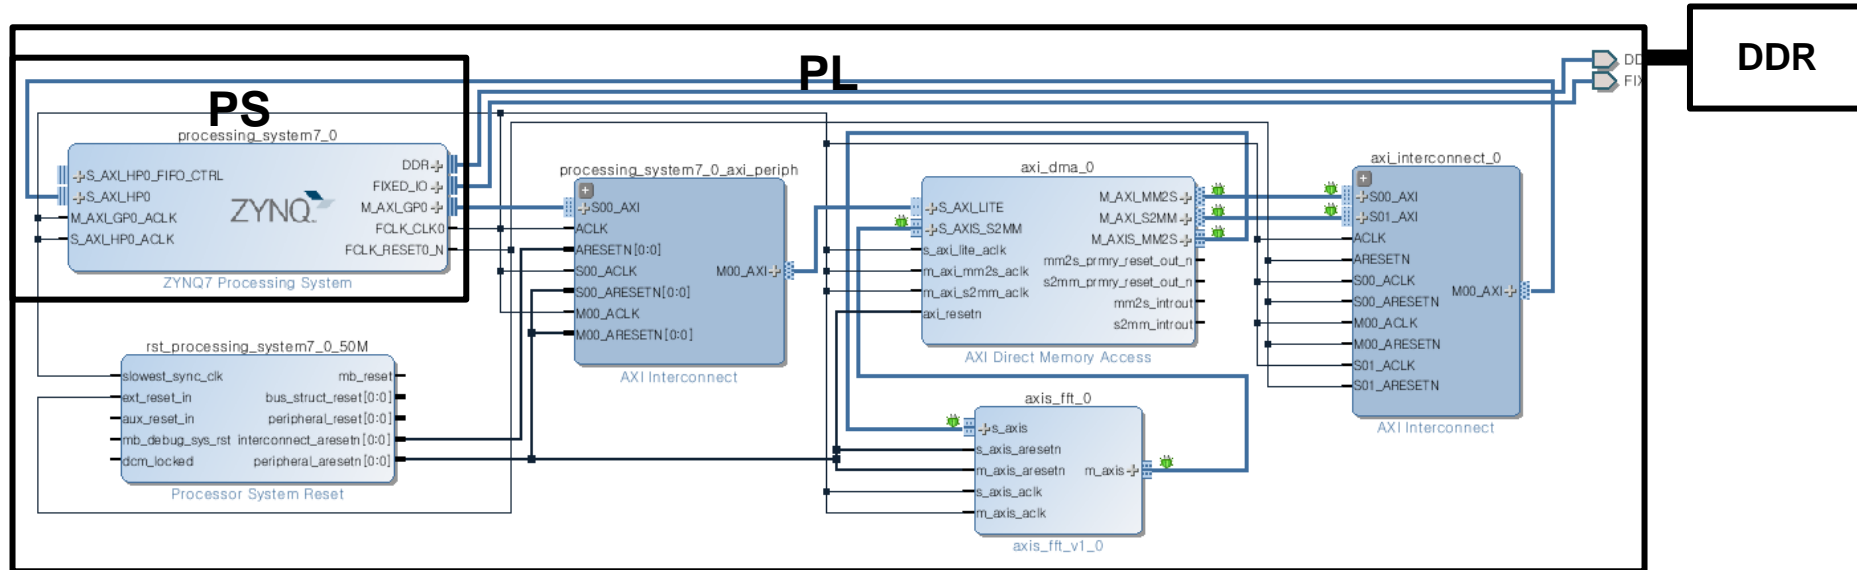 PS
PL
DDR
DD
FIX
processing_system7_0
S_AXI_HP0_FIFO_CTRL
S_AXI_HP0
M_AXI_GP0_ACLK
S_AXI_HP0_ACLK
ZYNQ
DDR
FIXED_IO
M_AXI_GP0
FCLK_CLK0
FCLK_RESET0_N
ZYNQ7 Processing System
rst_processing_system7_0_50M
slowest_sync_clk
ext_reset_in
aux_reset_in
mb_debug_sys_rst
dcm_locked
mb_reset
bus_struct_reset[0:0]
peripheral_reset[0:0]
interconnect_aresetn[0:0]
peripheral_aresetn[0:0]
Processor System Reset
processing_system7_0_axi_periph
S00_AXI
ACLK
ARESETN[0:0]
S00_ACLK
S00_ARESETN[0:0]
M00_ACLK
M00_ARESETN[0:0]
M00_AXI
AXI Interconnect
axi_dma_0
S_AXI_LITE
S_AXIS_S2MM
s_axi_lite_aclk
m_axi_mm2s_aclk
m_axi_s2mm_aclk
axi_resetn
M_AXI_MM2S
M_AXI_S2MM
M_AXIS_MM2S
mm2s_prmry_reset_out_n
s2mm_prmry_reset_out_n
mm2s_introut
s2mm_introut
AXI Direct Memory Access
axis_fft_0
s_axis
s_axis_aresetn
m_axis_aresetn
s_axis_aclk
m_axis_aclk
m_axis
axis_fft_v1_0
axi_interconnect_0
S00_AXI
S01_AXI
ACLK
ARESETN
S00_ACLK
S00_ARESETN
M00_ACLK
M00_ARESETN
S01_ACLK
S01_ARESETN
M00_AXI
AXI Interconnect